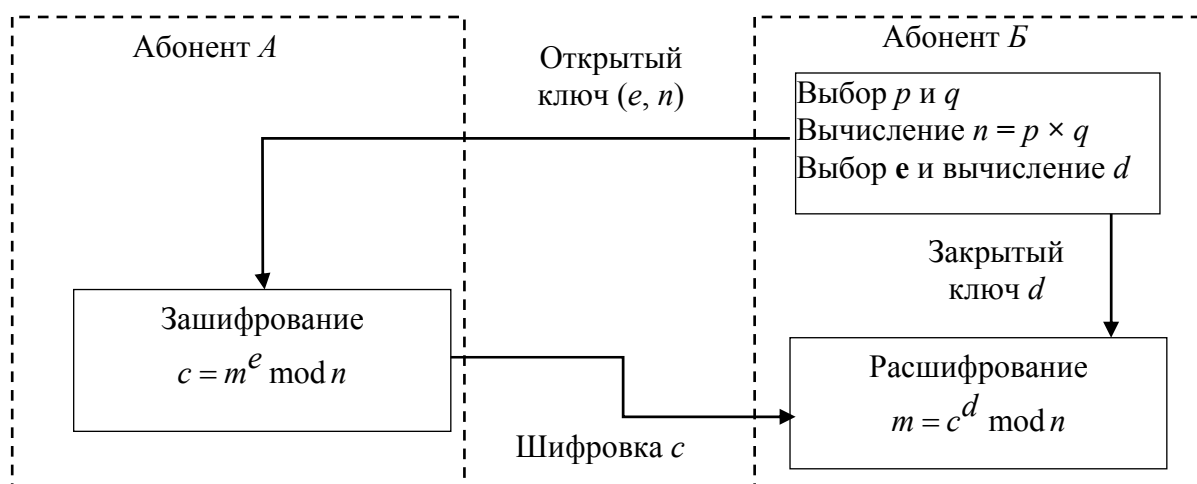 Абонент А
Открытый
ключ (e, n)
Абонент Б
Выбор p и q
Вычисление n = p × q
Выбор e и вычисление d
Закрытый
ключ d
Зашифрование
c = m^e mod n
Шифровка c
Расшифрование
m = c^d mod n